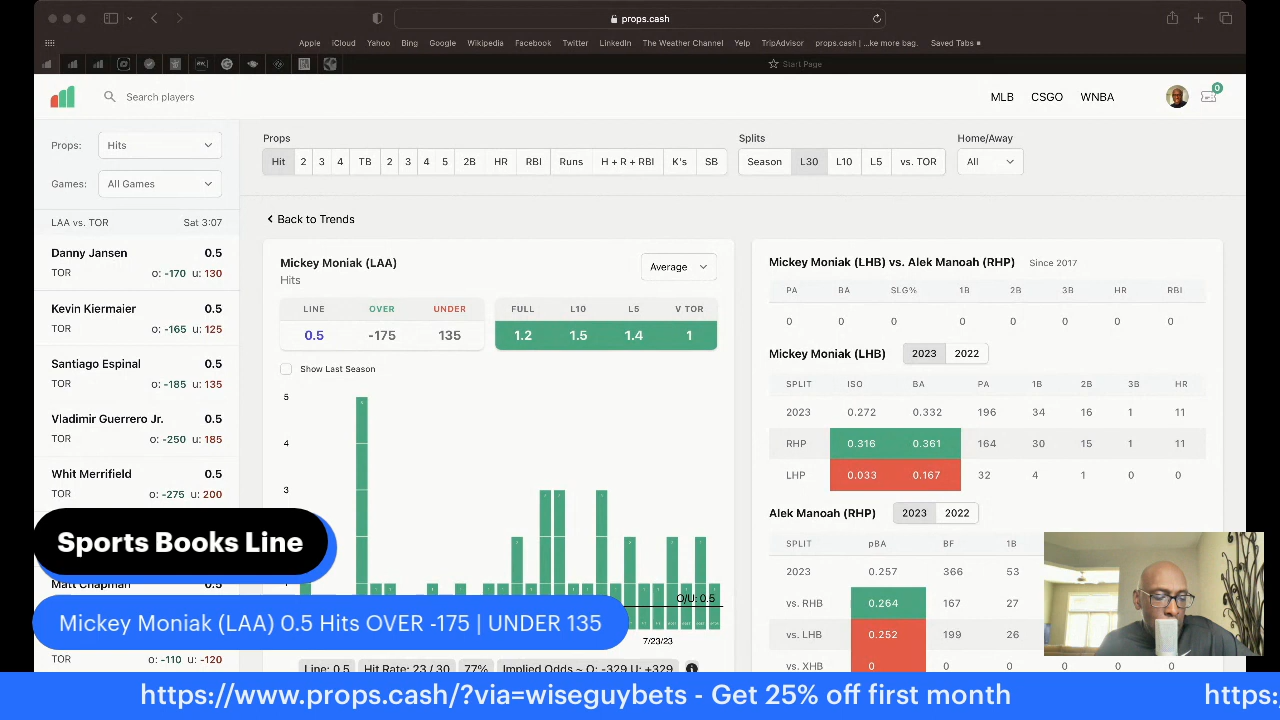 props.cash
Apple iCloud Yahoo Bing Google Wikipedia Facebook Twitter LinkedIn The Weather Channel Yelp TripAdvisor props.cash | ...ke more bag. Saved Tabs
Start Page
Search players
MLB CSGO WNBA
0
Props: Hits
Games: All Games
LAA vs. TOR Sat 3:07
Danny Jansen 0.5
TOR o: -170 u: 130
Kevin Kiermaier 0.5
TOR o: -165 u: 125
Santiago Espinal 0.5
TOR o: -185 u: 135
Vladimir Guerrero Jr. 0.5
TOR o: -250 u: 185
Whit Merrifield 0.5
TOR o: -275 u: 200
Matt Chapman 0.5
TOR o: -110 u: -120
Props
Hit 2 3 4 TB 2 3 4 5 2B HR RBI Runs H + R + RBI K's SB
Splits
Season L30 L10 L5 vs. TOR
Home/Away
All
Back to Trends
Mickey Moniak (LAA)
Hits
Average
LINE OVER UNDER
0.5 -175 135
FULL L10 L5 V TOR
1.2 1.5 1.4 1
Show Last Season
5
4
3
O/U: 0.5
7/23/23
Line: 0.5 Hit Rate: 23 / 30 77% Implied Odds ~ O: -329 U: +329
Mickey Moniak (LHB) vs. Alek Manoah (RHP) Since 2017
PA BA SLG% 1B 2B 3B HR RBI
0 0 0 0 0 0 0 0
Mickey Moniak (LHB) 2023 2022
SPLIT ISO BA PA 1B 2B 3B HR
2023 0.272 0.332 196 34 16 1 11
RHP 0.316 0.361 164 30 15 1 11
LHP 0.033 0.167 32 4 1 0 0
Alek Manoah (RHP) 2023 2022
SPLIT pBA BF 1B
2023 0.257 366 53
vs. RHB 0.264 167 27
vs. LHB 0.252 199 26
vs. XHB 0 0 0
Sports Books Line
Mickey Moniak (LAA) 0.5 Hits OVER -175 | UNDER 135
https://www.props.cash/?via=wiseguybets - Get 25% off first month https: